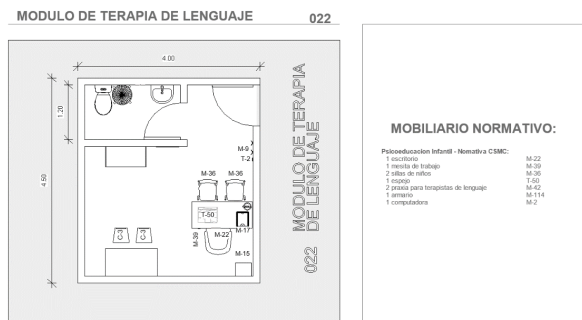 MODULO DE TERAPIA DE LENGUAJE 022
4.00
1.20
4.50
M-9
T-2
M-36 M-36
T-50
M-17
M-39
M-22
M-15
022 MODULO DE TERAPIA
DE LENGUAJE
MOBILIARIO NORMATIVO:
Psicoeducacion Infantil - Nomativa CSMC:
1 escritorio M-22
1 mesita de trabajo M-39
2 sillas de niños M-36
1 espejo T-50
2 praxia para terapistas de lenguaje M-42
1 armario M-114
1 computadora M-2